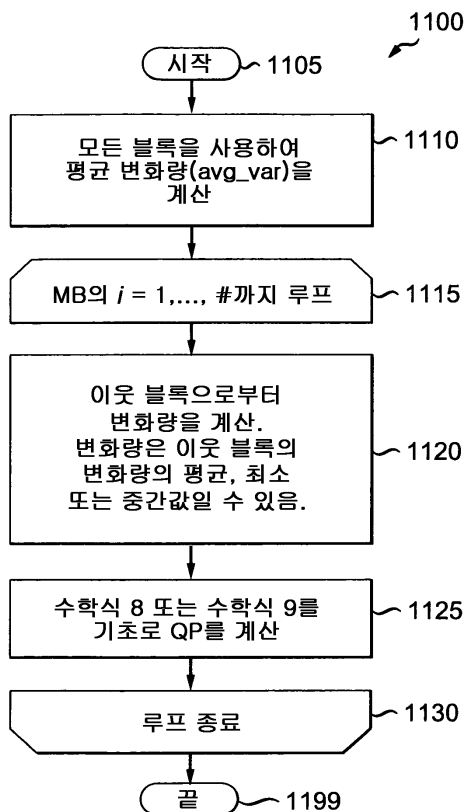 1100
시작 1105
모든 블록을 사용하여
평균 변화량(avg_var)을
계산
1110
MB의 i = 1,..., #까지 루프 1115
이웃 블록으로부터
변화량을 계산.
변화량은 이웃 블록의
변화량의 평균, 최소
또는 중간값일 수 있음.
1120
수학식 8 또는 수학식 9를
기초로 QP를 계산
1125
루프 종료 1130
끝 1199